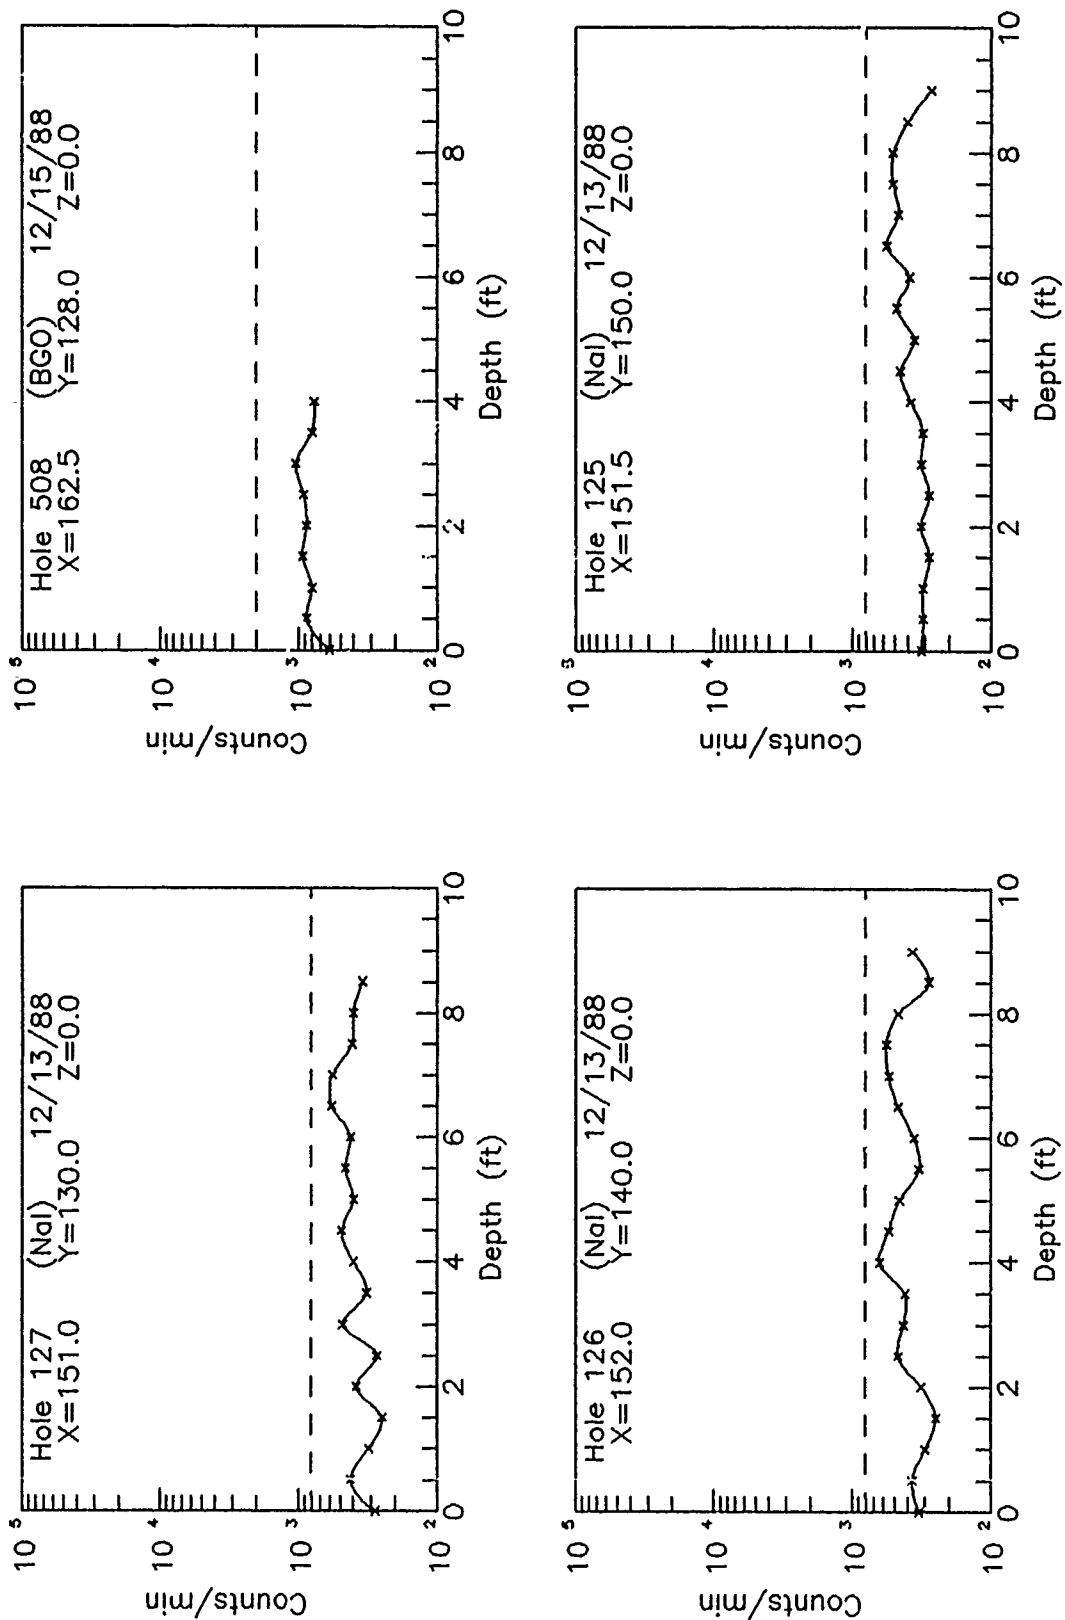 Hole 127 (NaI) 12/13/88
X=151.0 Y=130.0 Z=0.0
Counts/min
10⁵
10⁴
10³
10²
0 2 4 6 8 10
Depth (ft)
Hole 508 (BGO) 12/15/88
X=162.5 Y=128.0 Z=0.0
Counts/min
10⁵
10⁴
10³
10²
0 2 4 6 8 10
Depth (ft)
Hole 126 (NaI) 12/13/88
X=152.0 Y=140.0 Z=0.0
Counts/min
10⁵
10⁴
10³
10²
0 2 4 6 8 10
Depth (ft)
Hole 125 (NaI) 12/13/88
X=151.5 Y=150.0 Z=0.0
Counts/min
10⁵
10⁴
10³
10²
0 2 4 6 8 10
Depth (ft)